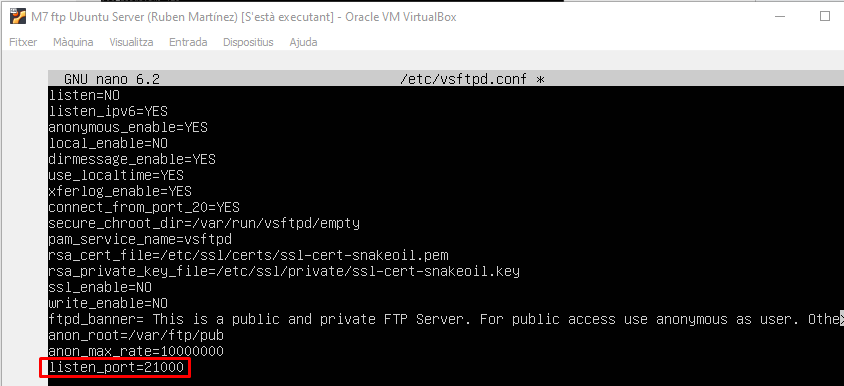 M7 ftp Ubuntu Server (Ruben Martínez) [S'està executant] - Oracle VM VirtualBox
Fitxer Màquina Visualitza Entrada Dispositius Ajuda
GNU nano 6.2 /etc/vsftpd.conf *
listen=NO
listen_ipv6=YES
anonymous_enable=YES
local_enable=NO
dirmessage_enable=YES
use_localtime=YES
xferlog_enable=YES
connect_from_port_20=YES
secure_chroot_dir=/var/run/vsftpd/empty
pam_service_name=vsftpd
rsa_cert_file=/etc/ssl/certs/ssl-cert-snakeoil.pem
rsa_private_key_file=/etc/ssl/private/ssl-cert-snakeoil.key
ssl_enable=NO
write_enable=NO
ftpd_banner= This is a public and private FTP Server. For public access use anonymous as user. Othe>
anon_root=/var/ftp/pub
anon_max_rate=10000000
listen_port=21000